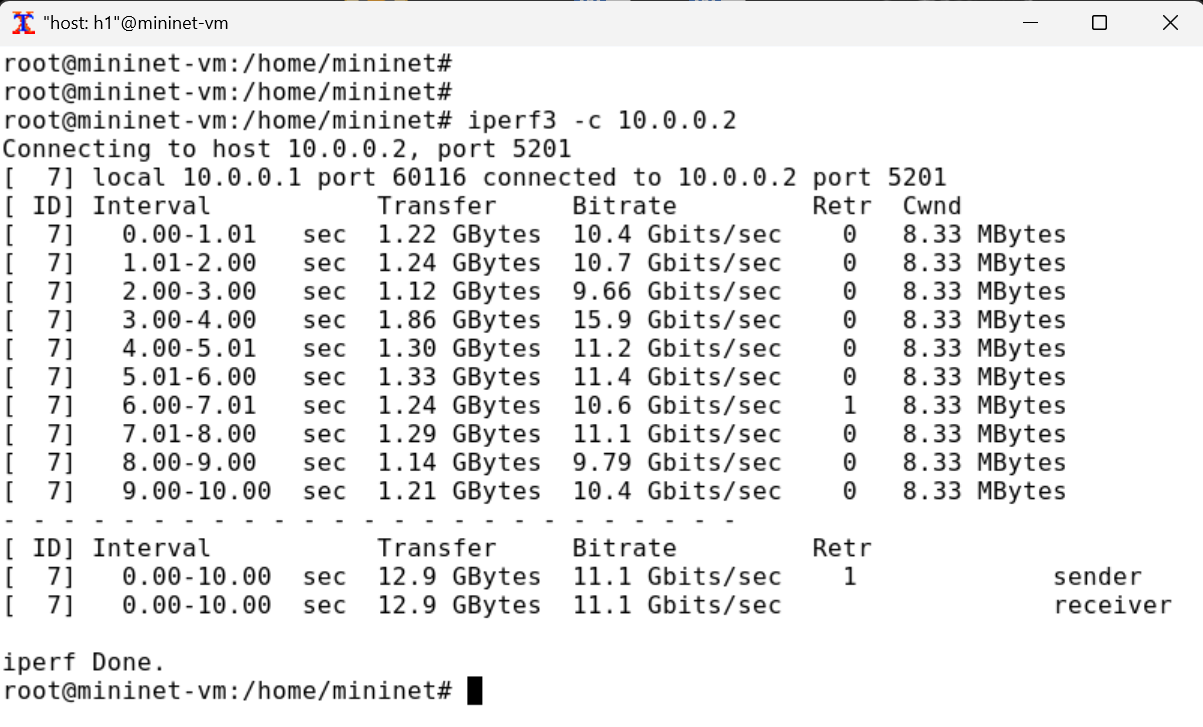 "host: h1"@mininet-vm
root@mininet-vm:/home/mininet#
root@mininet-vm:/home/mininet#
root@mininet-vm:/home/mininet# iperf3 -c 10.0.0.2
Connecting to host 10.0.0.2, port 5201
[  7] local 10.0.0.1 port 60116 connected to 10.0.0.2 port 5201
[ ID] Interval           Transfer     Bitrate         Retr  Cwnd
[  7]   0.00-1.01   sec  1.22 GBytes  10.4 Gbits/sec    0   8.33 MBytes
[  7]   1.01-2.00   sec  1.24 GBytes  10.7 Gbits/sec    0   8.33 MBytes
[  7]   2.00-3.00   sec  1.12 GBytes  9.66 Gbits/sec    0   8.33 MBytes
[  7]   3.00-4.00   sec  1.86 GBytes  15.9 Gbits/sec    0   8.33 MBytes
[  7]   4.00-5.01   sec  1.30 GBytes  11.2 Gbits/sec    0   8.33 MBytes
[  7]   5.01-6.00   sec  1.33 GBytes  11.4 Gbits/sec    0   8.33 MBytes
[  7]   6.00-7.01   sec  1.24 GBytes  10.6 Gbits/sec    1   8.33 MBytes
[  7]   7.01-8.00   sec  1.29 GBytes  11.1 Gbits/sec    0   8.33 MBytes
[  7]   8.00-9.00   sec  1.14 GBytes  9.79 Gbits/sec    0   8.33 MBytes
[  7]   9.00-10.00  sec  1.21 GBytes  10.4 Gbits/sec    0   8.33 MBytes
- - - - - - - - - - - - - - - - - - - - - - - - -
[ ID] Interval           Transfer     Bitrate         Retr
[  7]   0.00-10.00  sec  12.9 GBytes  11.1 Gbits/sec    1             sender
[  7]   0.00-10.00  sec  12.9 GBytes  11.1 Gbits/sec                  receiver
iperf Done.
root@mininet-vm:/home/mininet#